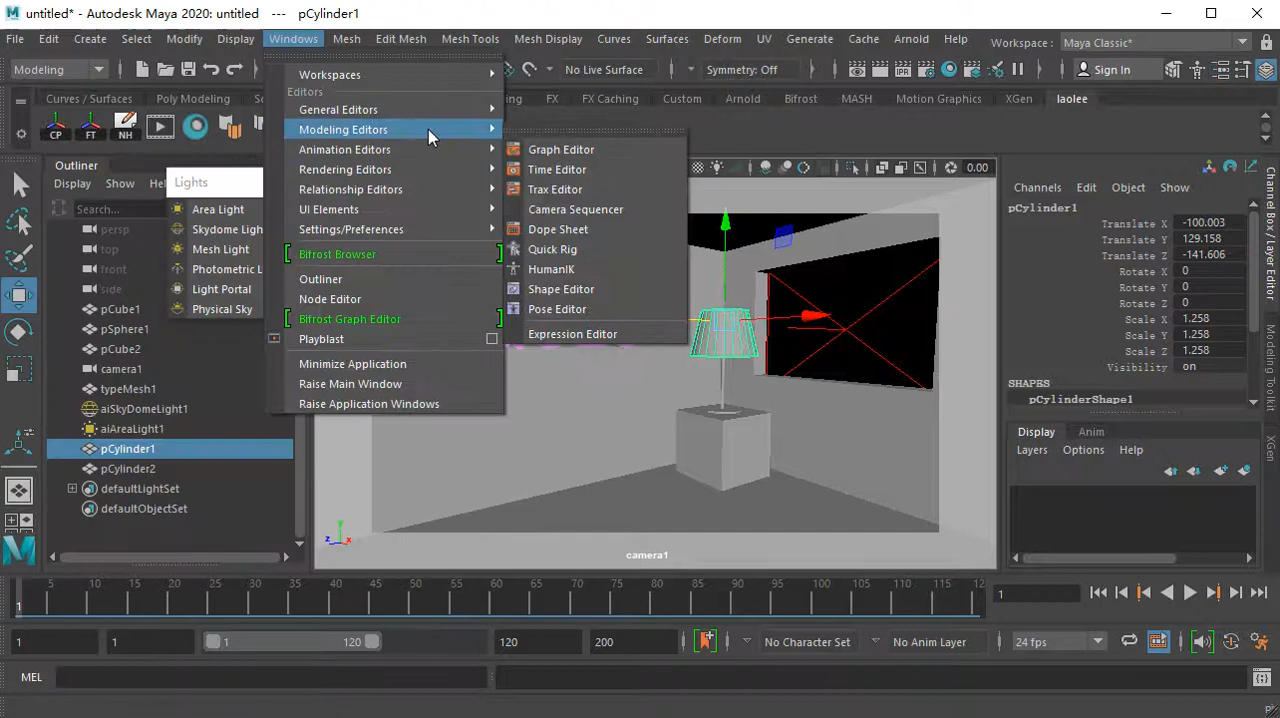 untitled* - Autodesk Maya 2020: untitled   ---   pCylinder1
File Edit Create Select Modify Display Windows Mesh Edit Mesh Mesh Tools Mesh Display Curves Surfaces Deform UV Generate Cache Arnold Help Workspace: Maya Classic*
Modeling No Live Surface Symmetry: Off Sign In
Curves / Surfaces Poly Modeling FX FX Caching Custom Arnold Bifrost MASH Motion Graphics XGen laolee
CP FT NH
Workspaces
Editors
General Editors
Modeling Editors
Animation Editors
Rendering Editors
Relationship Editors
UI Elements
Settings/Preferences
Bifrost Browser
Outliner
Node Editor
Bifrost Graph Editor
Playblast
Minimize Application
Raise Main Window
Raise Application Windows
Graph Editor
Time Editor
Trax Editor
Camera Sequencer
Dope Sheet
Quick Rig
HumanIK
Shape Editor
Pose Editor
Expression Editor
Outliner
Display Show
Search...
persp
top
front
side
pCube1
pSphere1
pCube2
camera1
typeMesh1
aiSkyDomeLight1
aiAreaLight1
pCylinder1
pCylinder2
defaultLightSet
defaultObjectSet
Lights
Area Light
Skydome Ligh
Mesh Light
Photometric L
Light Portal
Physical Sky
0.00
camera1
y
z x
Channels Edit Object Show
pCylinder1
Translate X -100.003
Translate Y 129.158
Translate Z -141.606
Rotate X 0
Rotate Y 0
Rotate Z 0
Scale X 1.258
Scale Y 1.258
Scale Z 1.258
Visibility on
SHAPES
pCylinderShape1
Display Anim
Layers Options Help
Channel Box / Layer Editor
Modeling Toolkit
XGen
5 10 15 20 25 30 35 40 45 50 55 60 65 70 75 80 85 90 95 100 105 110 115 12
1 1
1 1 1 120 120 200 No Character Set No Anim Layer 24 fps
MEL